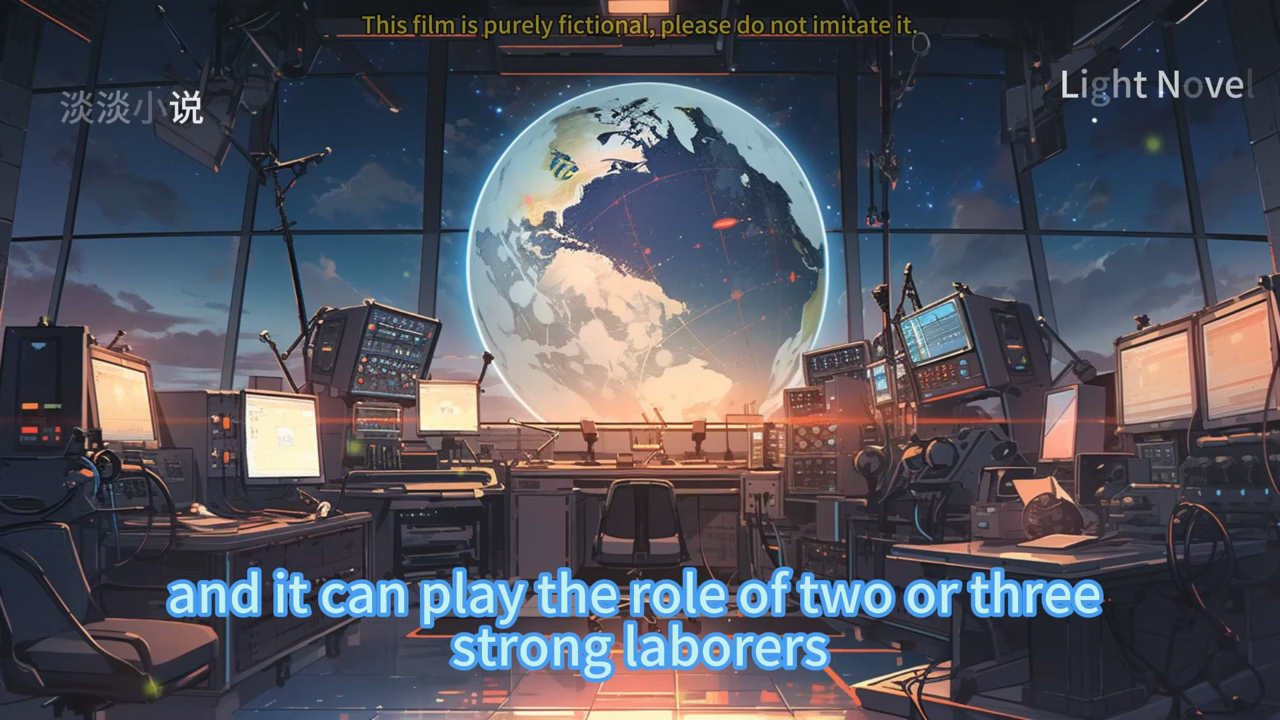 This film is purely fictional, please do not imitate it.
淡淡小说
Light Novel
and it can play the role of two or three
strong laborers